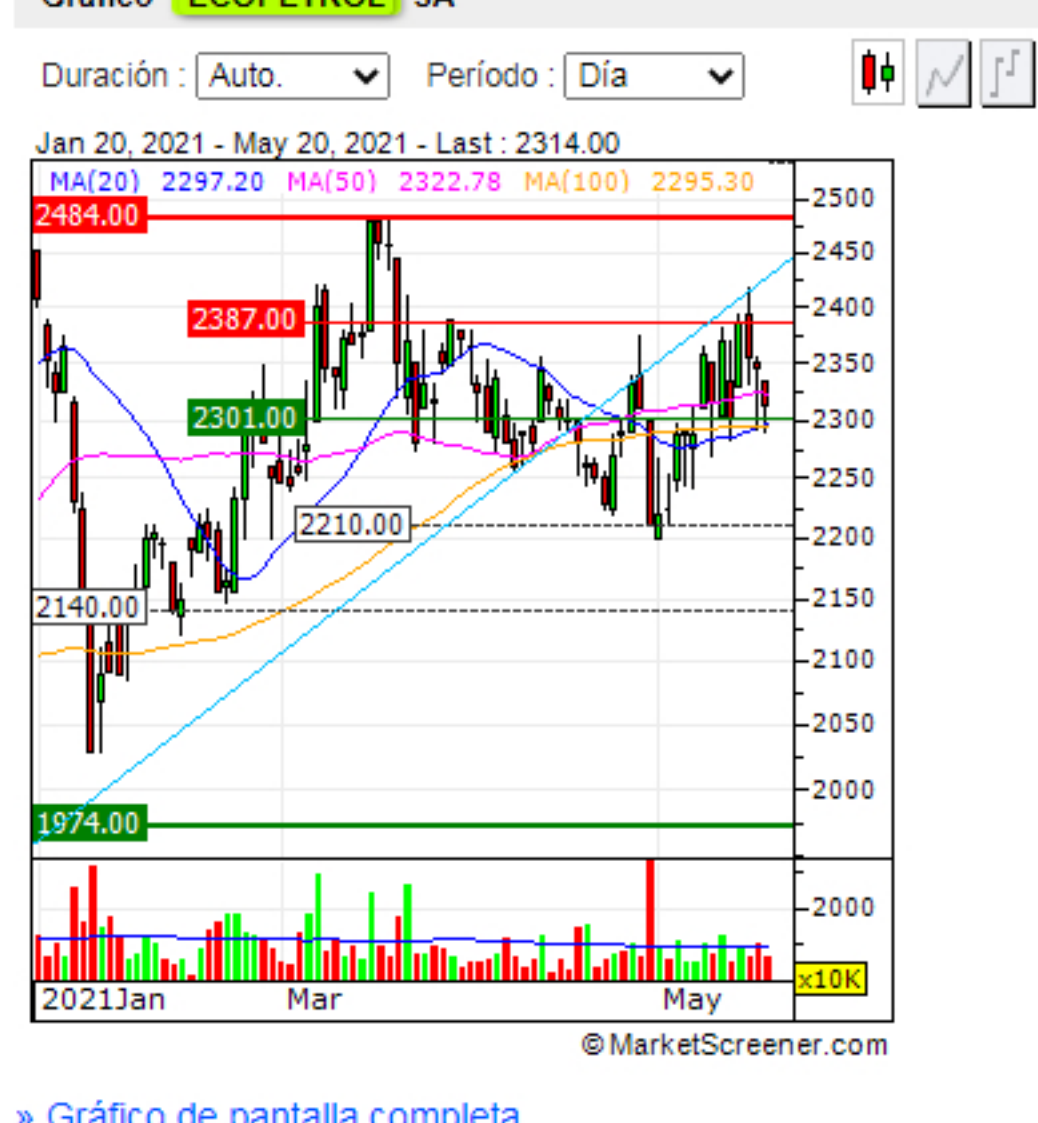 Gráfico ECOPETROL SA
Duración : Auto. Período : Día
Jan 20, 2021 - May 20, 2021 - Last : 2314.00
MA(20) 2297.20 MA(50) 2322.78 MA(100) 2295.30
2500
2484.00
2450
2400
2387.00
2350
2301.00
2300
2250
2210.00
2200
2150
2140.00
2100
2050
2000
1974.00
2000
x10K
2021Jan Mar May
©MarketScreener.com
» Gráfico de pantalla completa